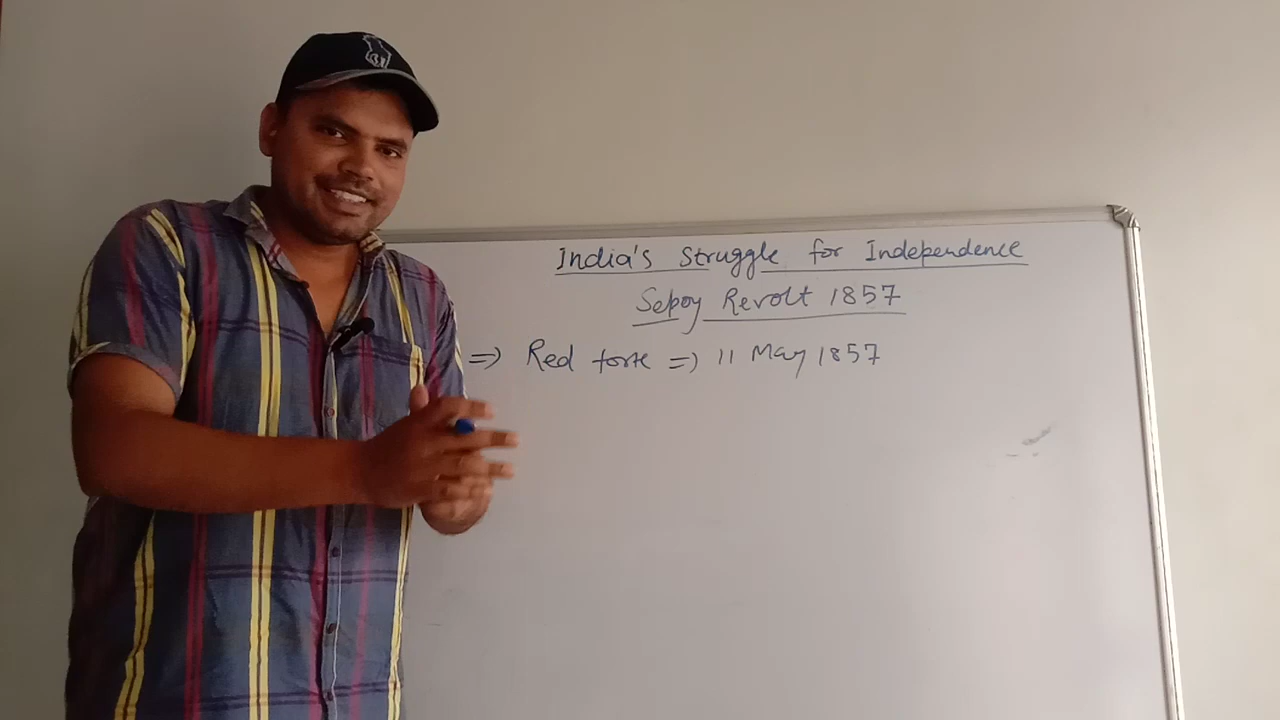 India's Struggle for Independence
Sepoy Revolt 1857
=> Red forte => 11 May 1857